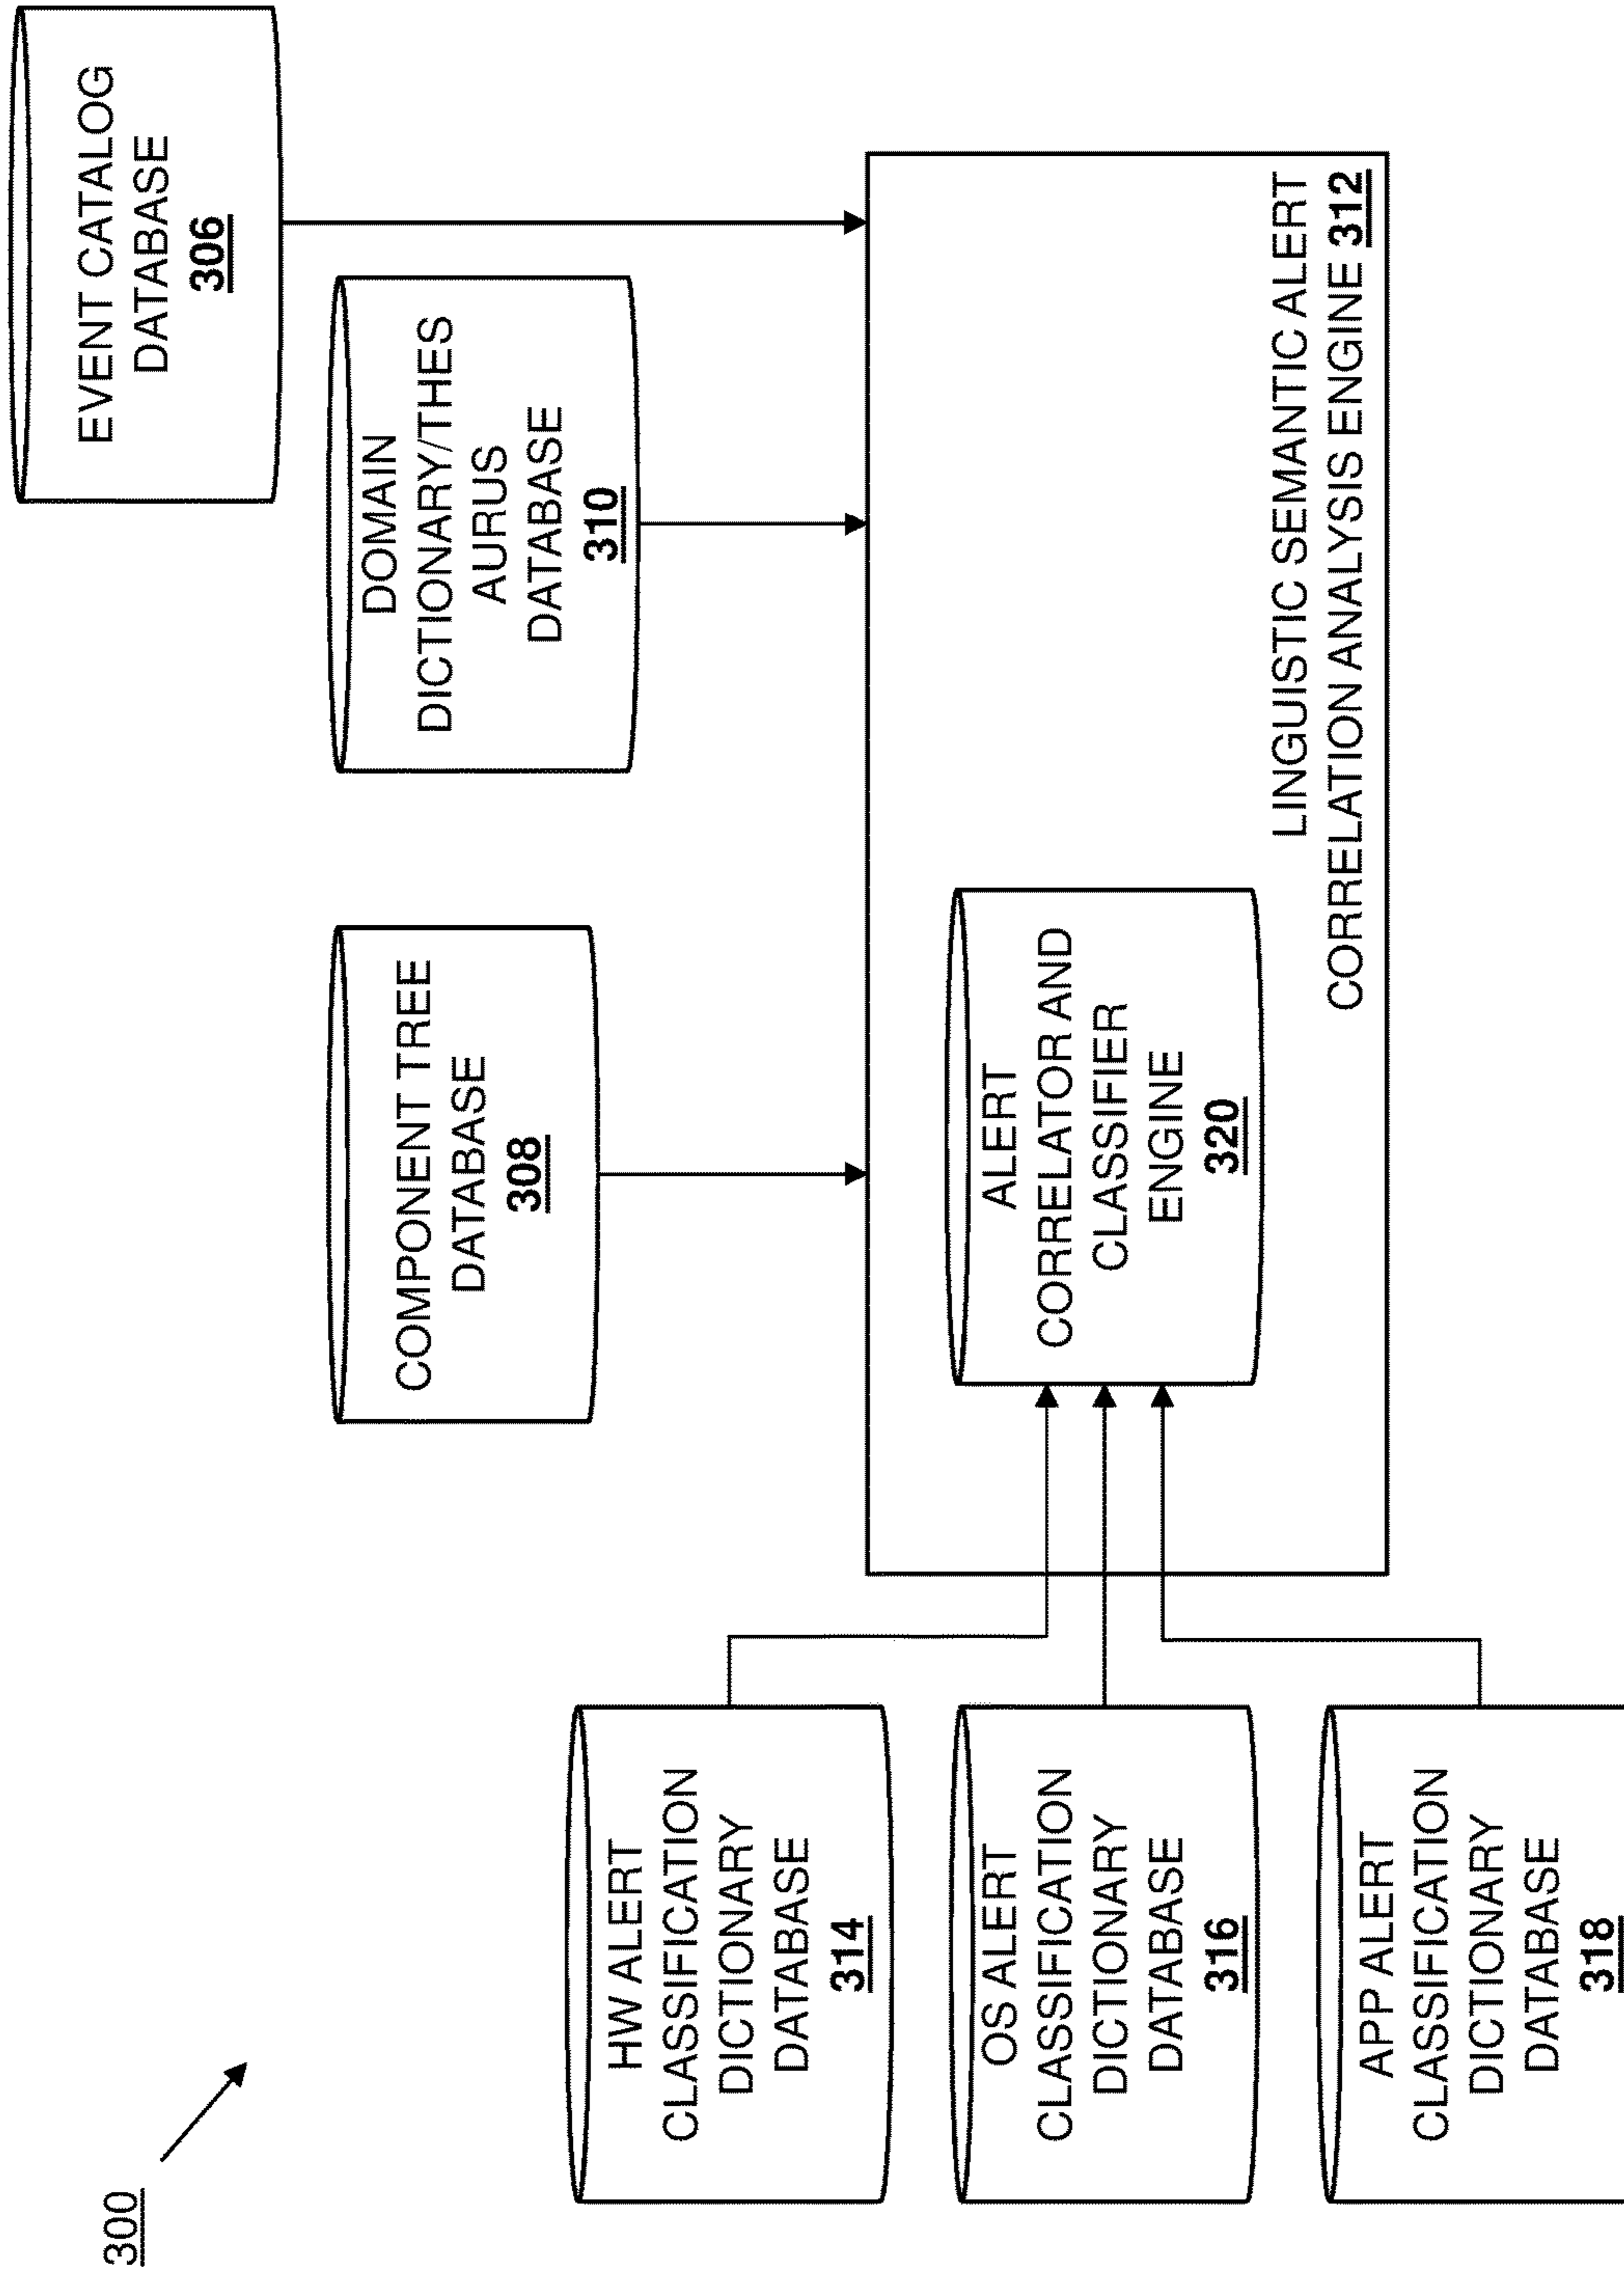 300
EVENT CATALOG
DATABASE
306
COMPONENT TREE
DATABASE
308
DOMAIN
DICTIONARY/THES
AURUS
DATABASE
310
HW ALERT
CLASSIFICATION
DICTIONARY
DATABASE
314
OS ALERT
CLASSIFICATION
DICTIONARY
DATABASE
316
APP ALERT
CLASSIFICATION
DICTIONARY
DATABASE
318
ALERT
CORRELATOR AND
CLASSIFIER
ENGINE
320
LINGUISTIC SEMANTIC ALERT
CORRELATION ANALYSIS ENGINE 312